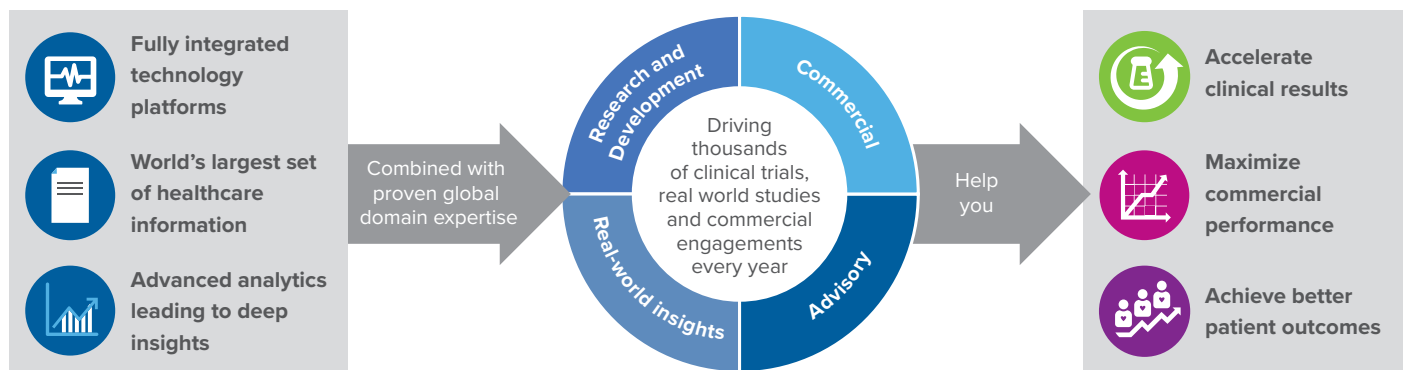 Fully integrated
technology
platforms
World's largest set
of healthcare
information
Advanced analytics
leading to deep
insights
Combined with
proven global
domain expertise
Research and
Development
Commercial
Real-world insights
Advisory
Driving
thousands
of clinical trials,
real world studies
and commercial
engagements
every year
Help
you
Accelerate
clinical results
Maximize
commercial
performance
Achieve better
patient outcomes